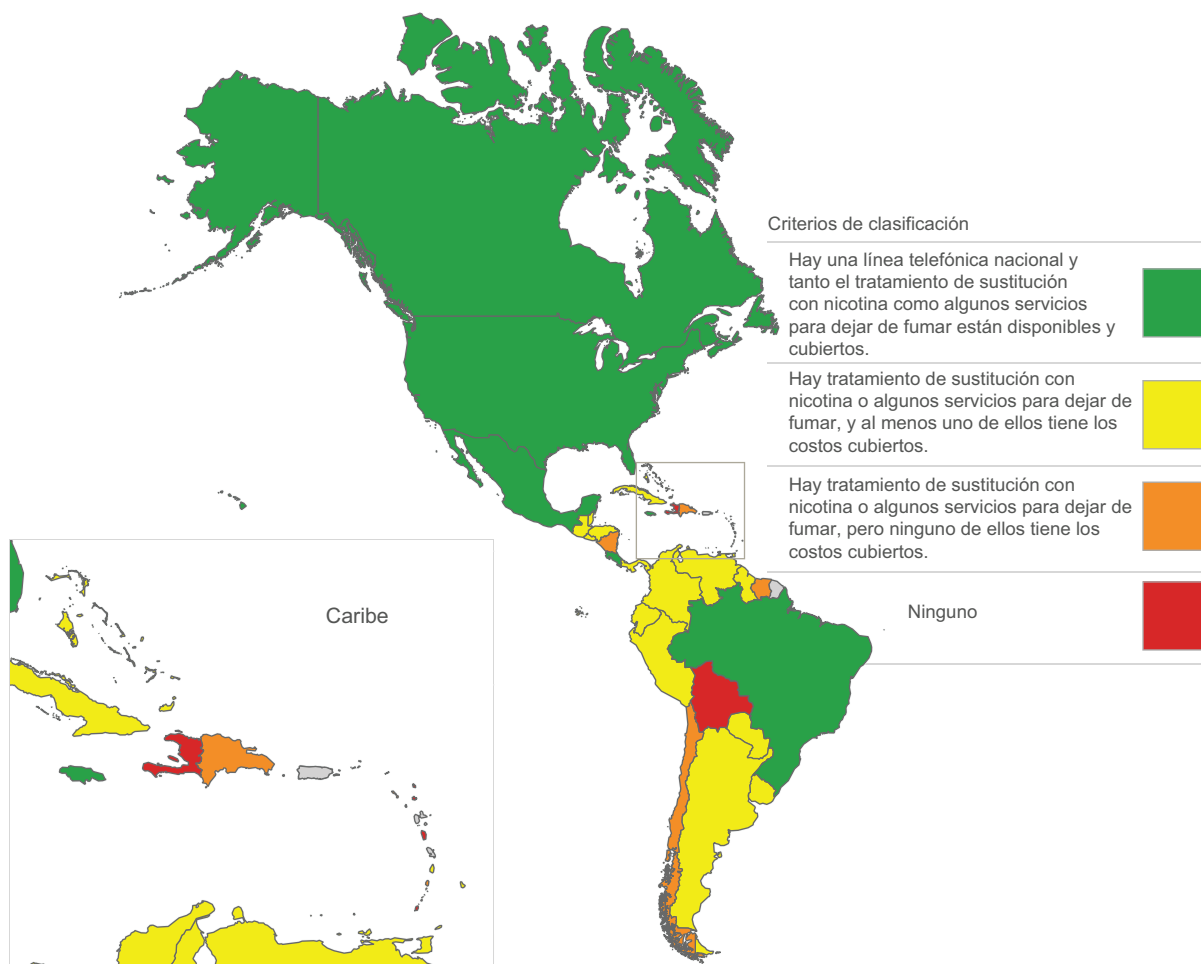 Criterios de clasificación
Hay una línea telefónica nacional y
tanto el tratamiento de sustitución
con nicotina como algunos servicios
para dejar de fumar están disponibles y
cubiertos.
Hay tratamiento de sustitución con
nicotina o algunos servicios para dejar de
fumar, y al menos uno de ellos tiene los
costos cubiertos.
Hay tratamiento de sustitución con
nicotina o algunos servicios para dejar de
fumar, pero ninguno de ellos tiene los
costos cubiertos.
Ninguno
Caribe